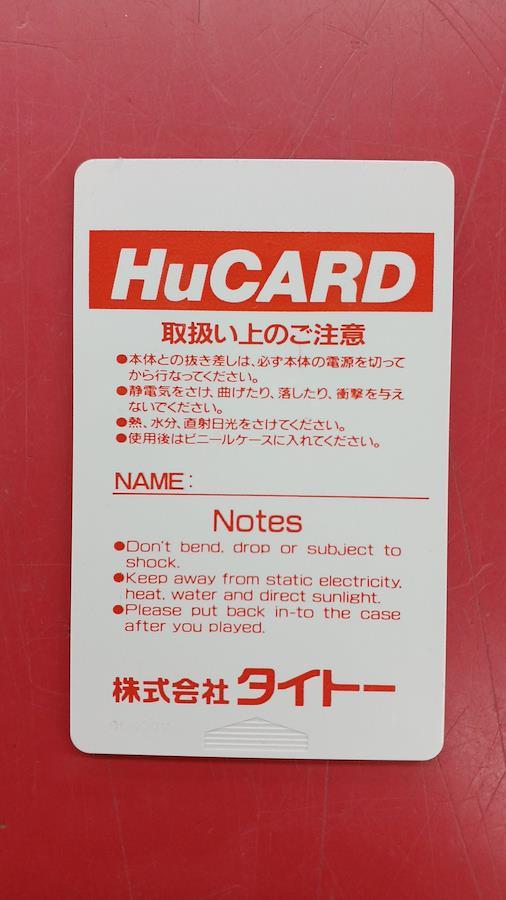 HuCARD
取扱い上のご注意
●本体との抜き差しは、必ず本体の電源を切って
から行なってください。
●静電気をさけ、曲げたり、落したり、衝撃を与え
ないでください。
●熱、水分、直射日光をさけてください。
●使用後はビニールケースに入れてください。
NAME:
Notes
●Don't bend, drop or subject to
shock.
●Keep away from static electricity,
heat, water and direct sunlight.
●Please put back in-to the case
after you played.
株式会社タイトー